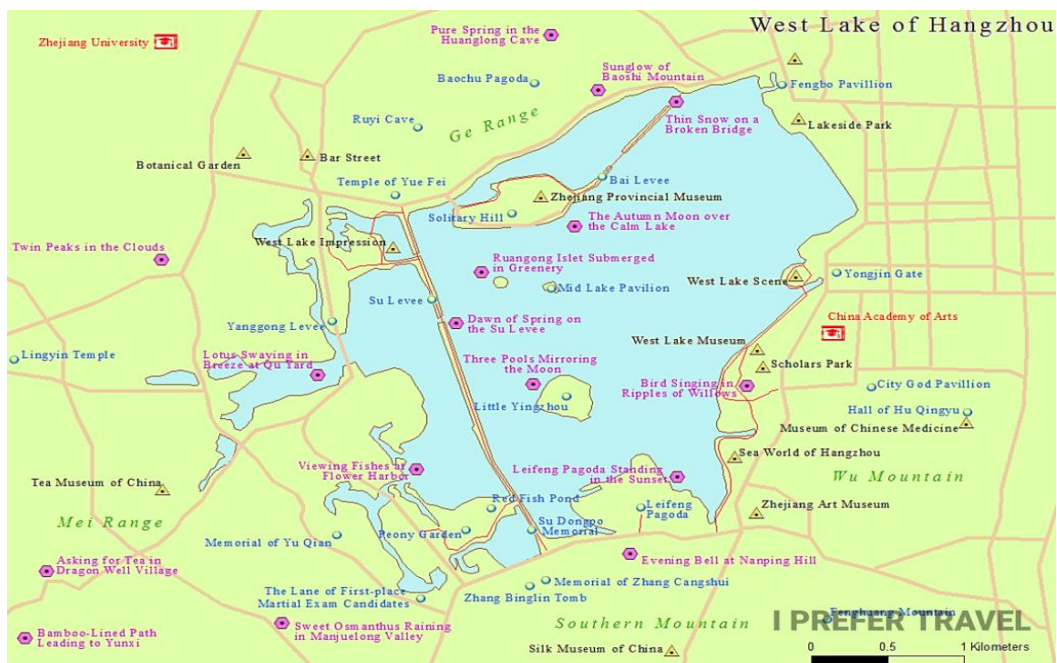 West Lake of Hangzhou
Zhejiang University
Pure Spring in the
Huanglong Cave
Baochu Pagoda
Sunglow of
Baoshi Mountain
Fengbo Pavillion
Thin Snow on a
Broken Bridge
Lakeside Park
Ruyi Cave
Ge Range
Botanical Garden
Bar Street
Temple of Yue Fei
Bai Levee
Zhejiang Provincial Museum
Solitary Hill
The Autumn Moon over
the Calm Lake
Twin Peaks in the Clouds
West Lake Impression
Ruangong Islet Submerged
in Greenery
Mid Lake Pavilion
West Lake Scene
Yongjin Gate
Su Levee
Yanggong Levee
Dawn of Spring on
the Su Levee
China Academy of Arts
Lingyin Temple
Lotus Swaying in
Breeze at Qu Yard
Three Pools Mirroring
the Moon
West Lake Museum
Scholars Park
Little Yingzhou
Bird Singing in
Ripples of Willows
City God Pavillion
Hall of Hu Qingyu
Museum of Chinese Medicine
Viewing Fishes at
Flower Harbor
Leifeng Pagoda Standing
in the Sunset
Sea World of Hangzhou
Wu Mountain
Tea Museum of China
Mei Range
Red Fish Pond
Leifeng
Pagoda
Zhejiang Art Museum
Memorial of Yu Qian
Peony Garden
Su Dongpo
Memorial
Asking for Tea in
Dragon Well Village
Evening Bell at Nanping Hill
The Lane of First-place
Martial Exam Candidates
Memorial of Zhang Cangshui
Zhang Binglin Tomb
Bamboo-Lined Path
Leading to Yunxi
Sweet Osmanthus Raining
in Manjuelong Valley
Southern Mountain
Fenghuang Mountain
I PREFER TRAVEL
Silk Museum of China
0 0.5 1 Kilometers